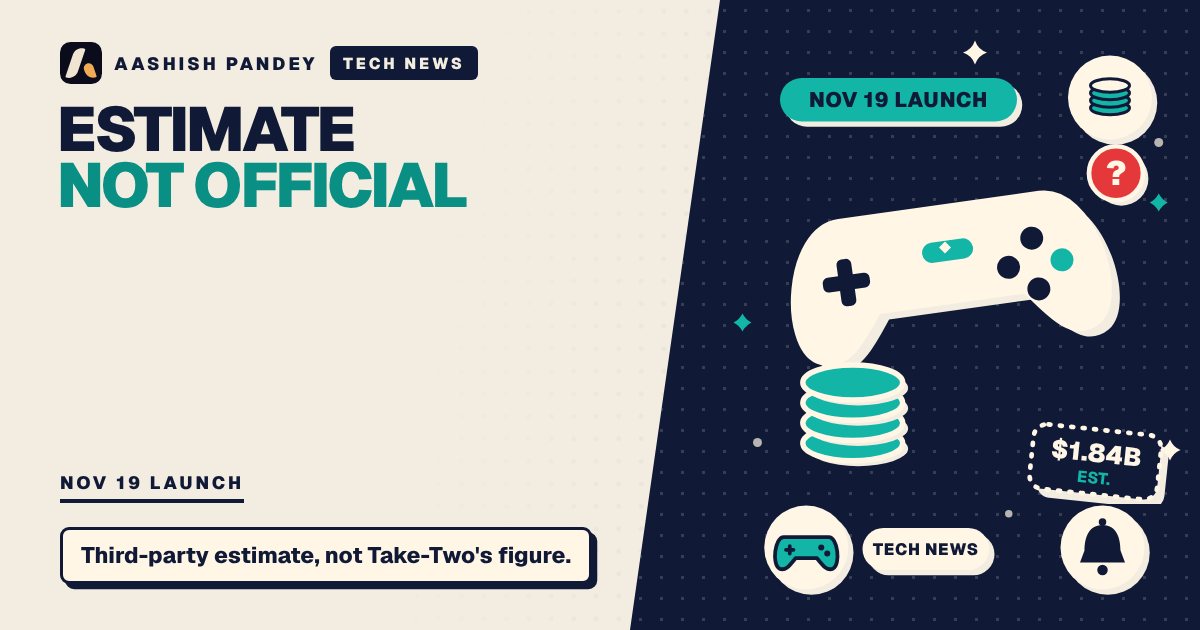 AASHISH PANDEY
TECH NEWS
ESTIMATE
NOT OFFICIAL
NOV 19 LAUNCH
Third-party estimate, not Take-Two's figure.
NOV 19 LAUNCH
?
$1.84B
EST.
TECH NEWS